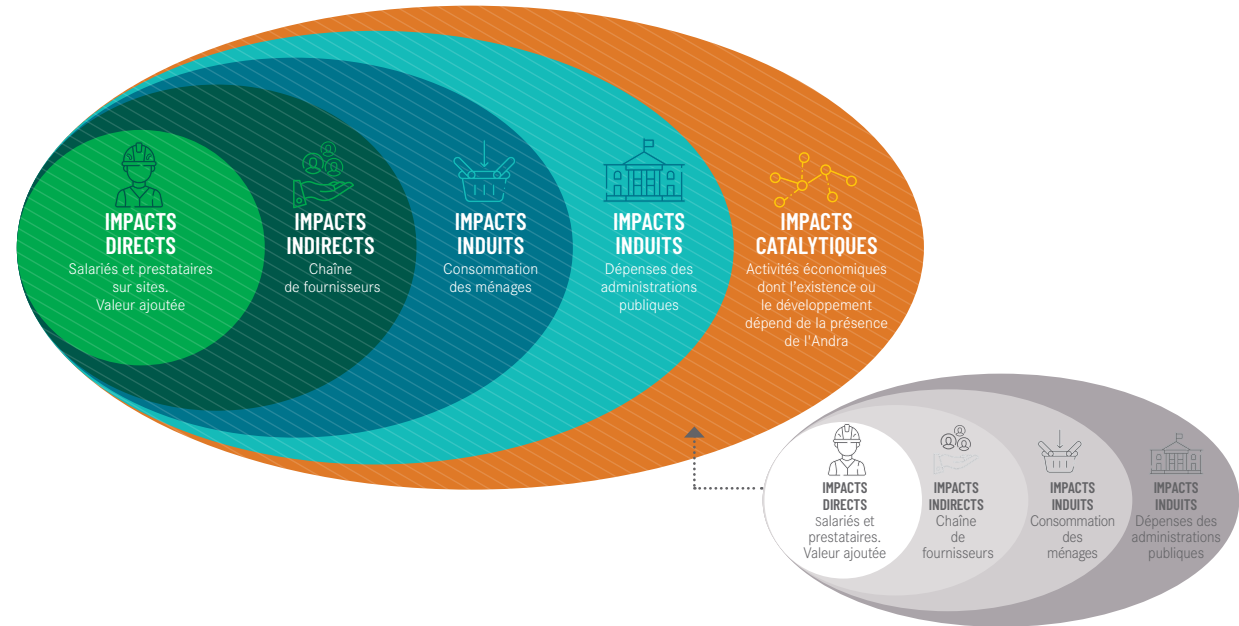 IMPACTS
DIRECTS
Salariés et prestataires
sur sites.
Valeur ajoutée
IMPACTS
INDIRECTS
Chaîne
de fournisseurs
IMPACTS
INDUITS
Consommation
des ménages
IMPACTS
INDUITS
Dépenses des
administrations
publiques
IMPACTS
CATALYTIQUES
Activités économiques
dont l'existence ou
le développement
dépend de la présence
de l'Andra
IMPACTS
DIRECTS
Salariés et
prestataires.
Valeur ajoutée
IMPACTS
INDIRECTS
Chaîne
de
fournisseurs
IMPACTS
INDUITS
Consommation
des
ménages
IMPACTS
INDUITS
Dépenses des
administrations
publiques